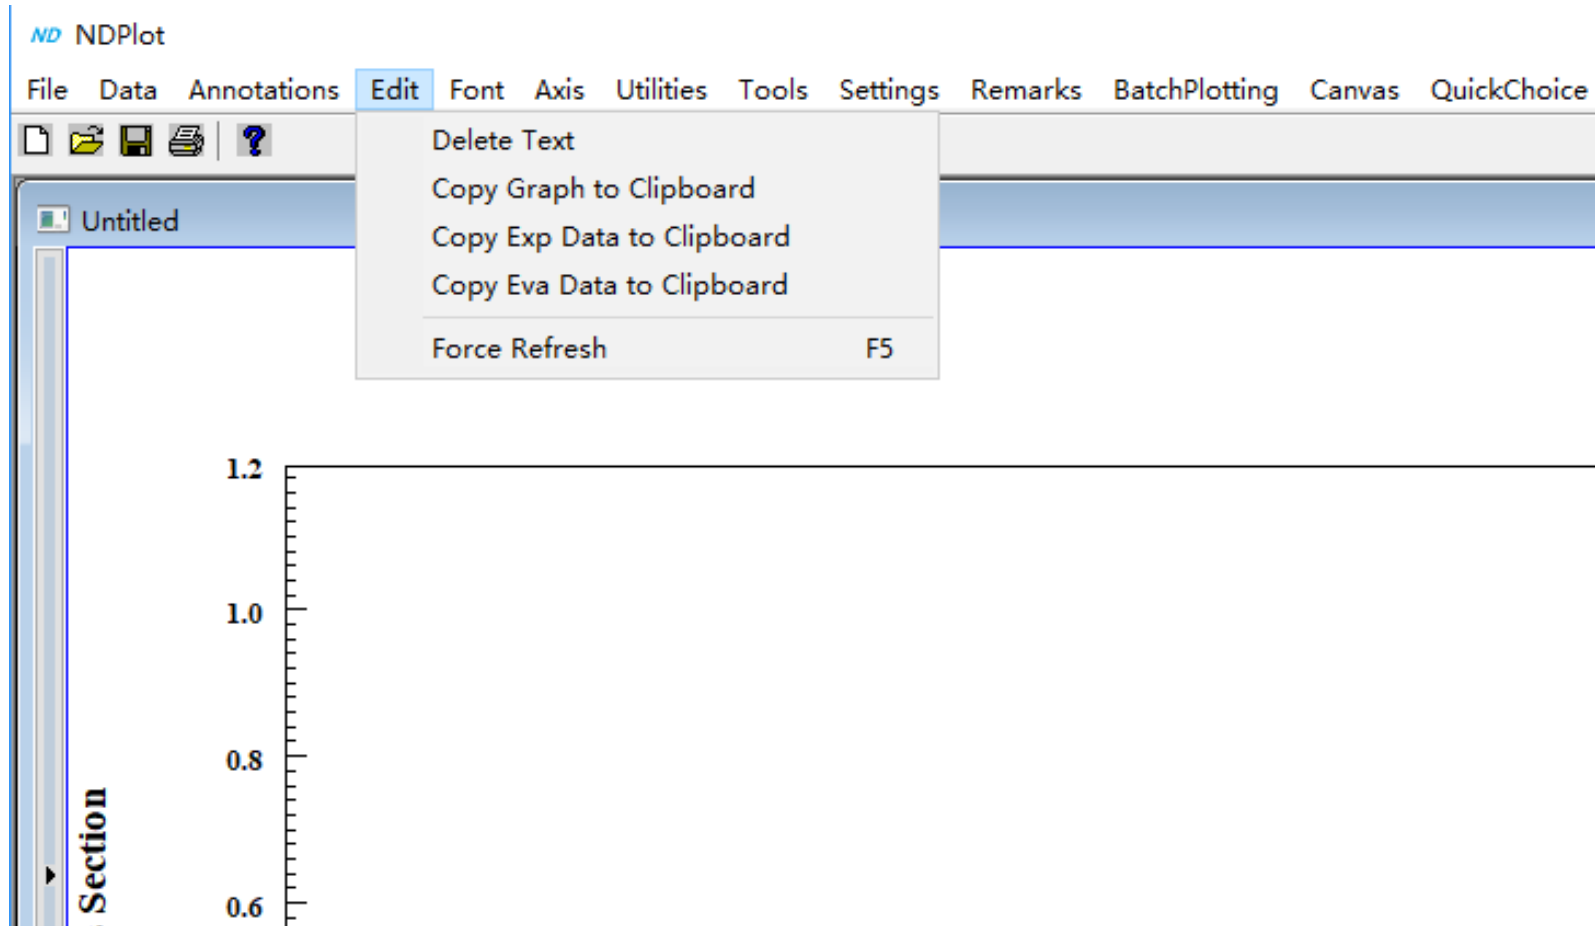 ND NDPlot
File Data Annotations Edit Font Axis Utilities Tools Settings Remarks BatchPlotting Canvas QuickChoice
?
Delete Text
Copy Graph to Clipboard
Untitled
Copy Exp Data to Clipboard
Copy Eva Data to Clipboard
Force Refresh F5
1.2
1.0
0.8
0.6
Section